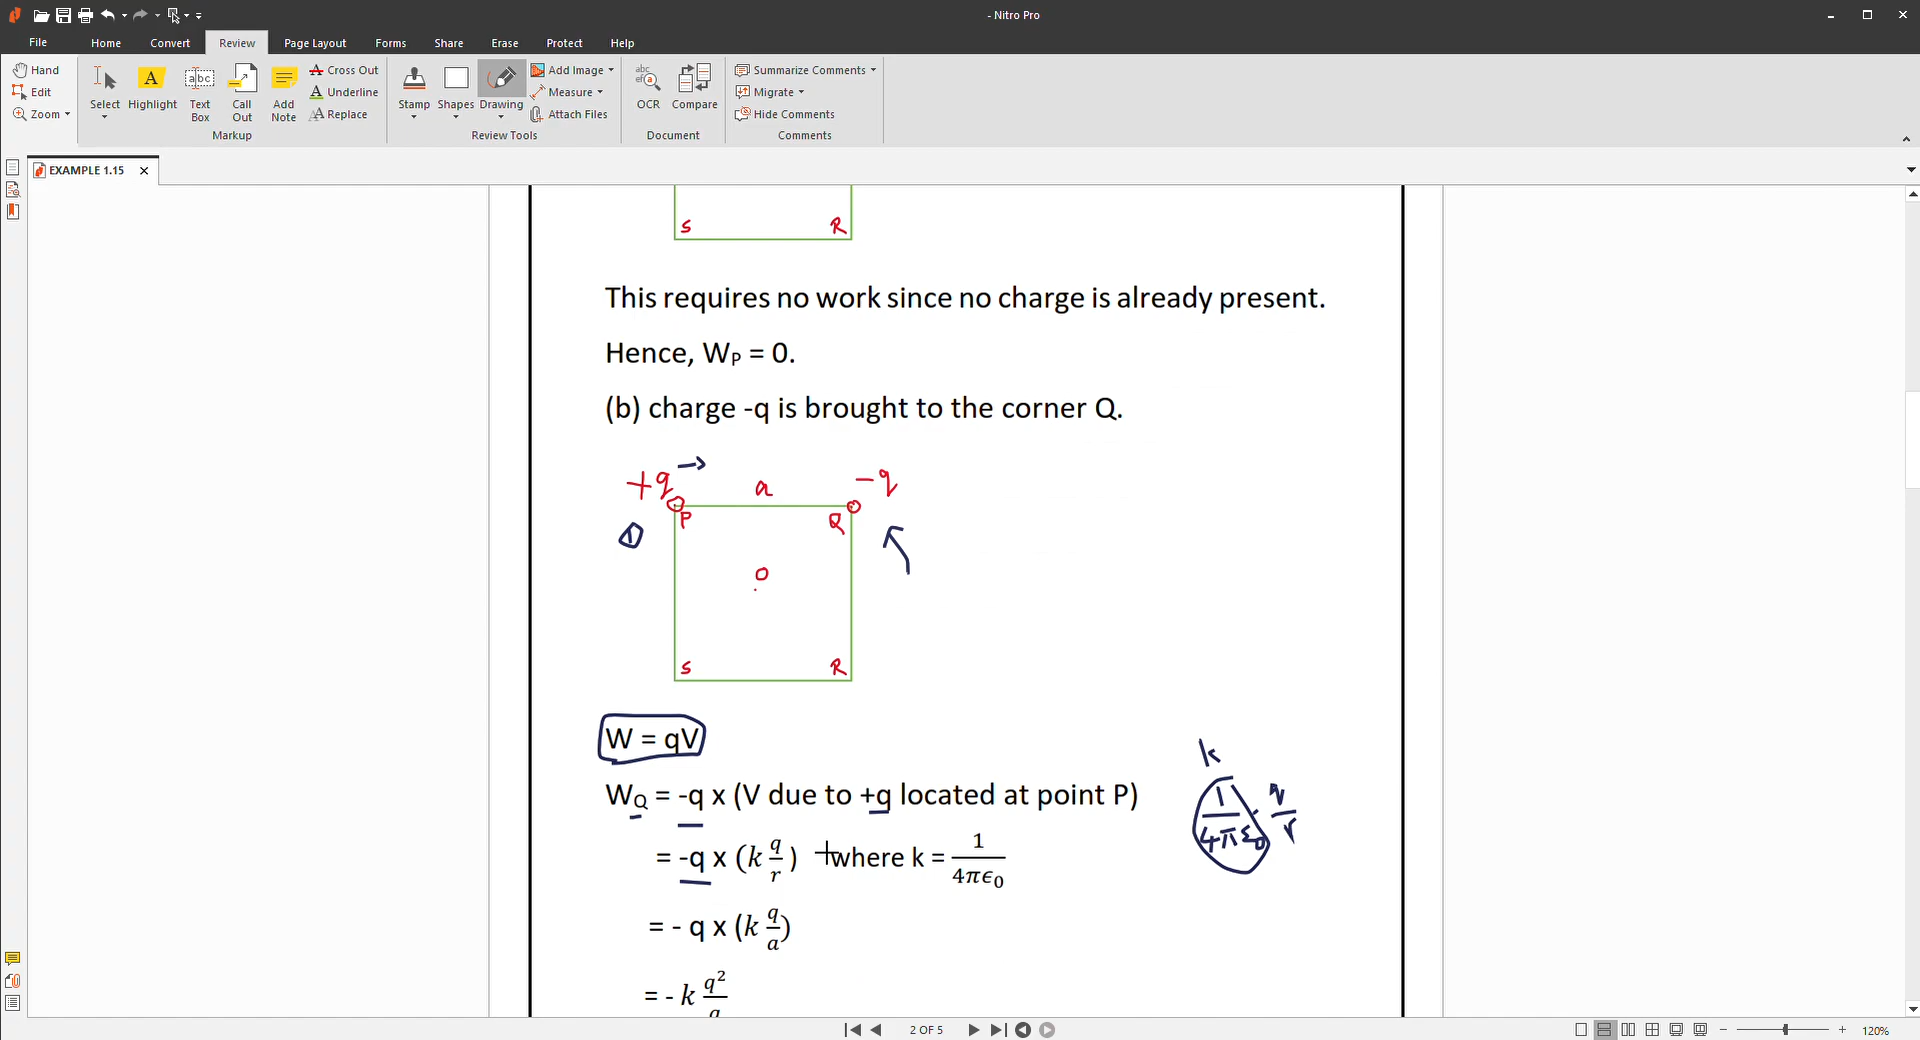 - Nitro Pro
File Home Convert Review Page Layout Forms Share Erase Protect Help
Hand
Edit
Zoom
Select
Highlight
Text Box
Call Out
Add Note
Cross Out
Underline
Replace
Markup
Stamp
Shapes
Drawing
Add Image
Measure
Attach Files
Review Tools
OCR
Compare
Document
Summarize Comments
Migrate
Hide Comments
Comments
EXAMPLE 1.15
S R
This requires no work since no charge is already present.
Hence, Wₚ = 0.
(b) charge -q is brought to the corner Q.
+q → a -q
P Q
1
O
S R
W = qV
k
W_Q = -q x (V due to +q located at point P)
1/4πε₀ · q/r
= -q x (k q/r) where k = 1/4πϵ₀
= - q x (k q/a)
= - k q²/a
2 OF 5
120%